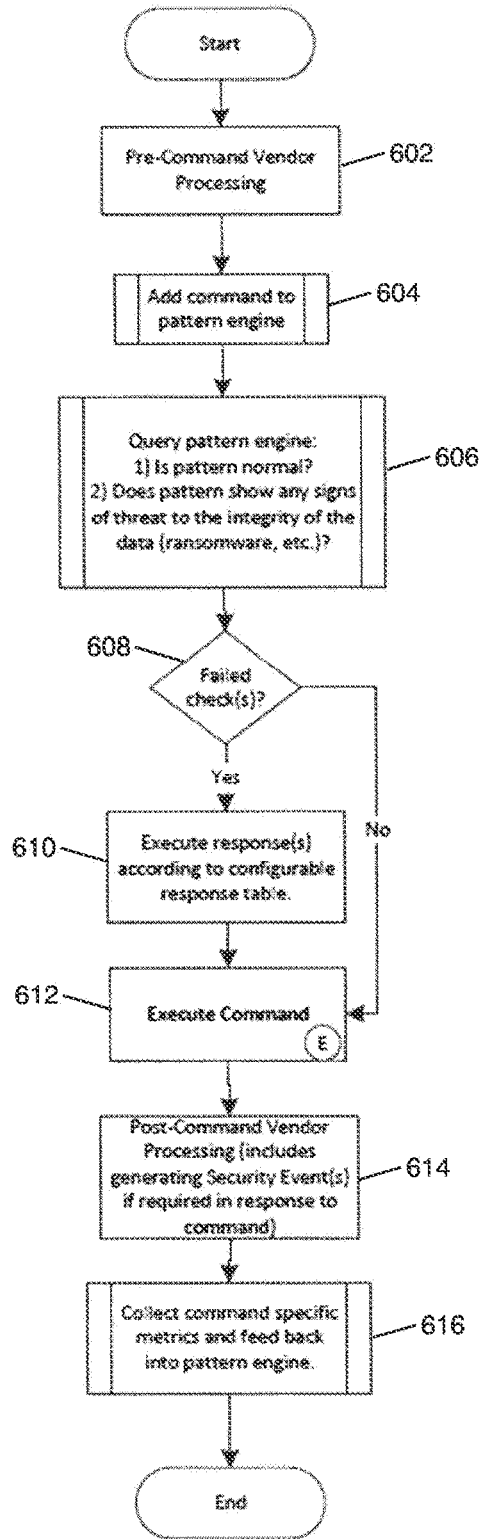 Start
Pre-Command Vendor
Processing
602
Add command to
pattern engine
604
Query pattern engine:
1) Is pattern normal?
2) Does pattern show any signs
of threat to the integrity of the
data (ransomware, etc.)?
606
608
Failed
check(s)?
Yes
No
610
Execute response(s)
according to configurable
response table.
612
Execute Command
E
Post-Command Vendor
Processing (includes
generating Security Event(s)
if required in response to
command)
614
Collect command specific
metrics and feed back
into pattern engine.
616
End